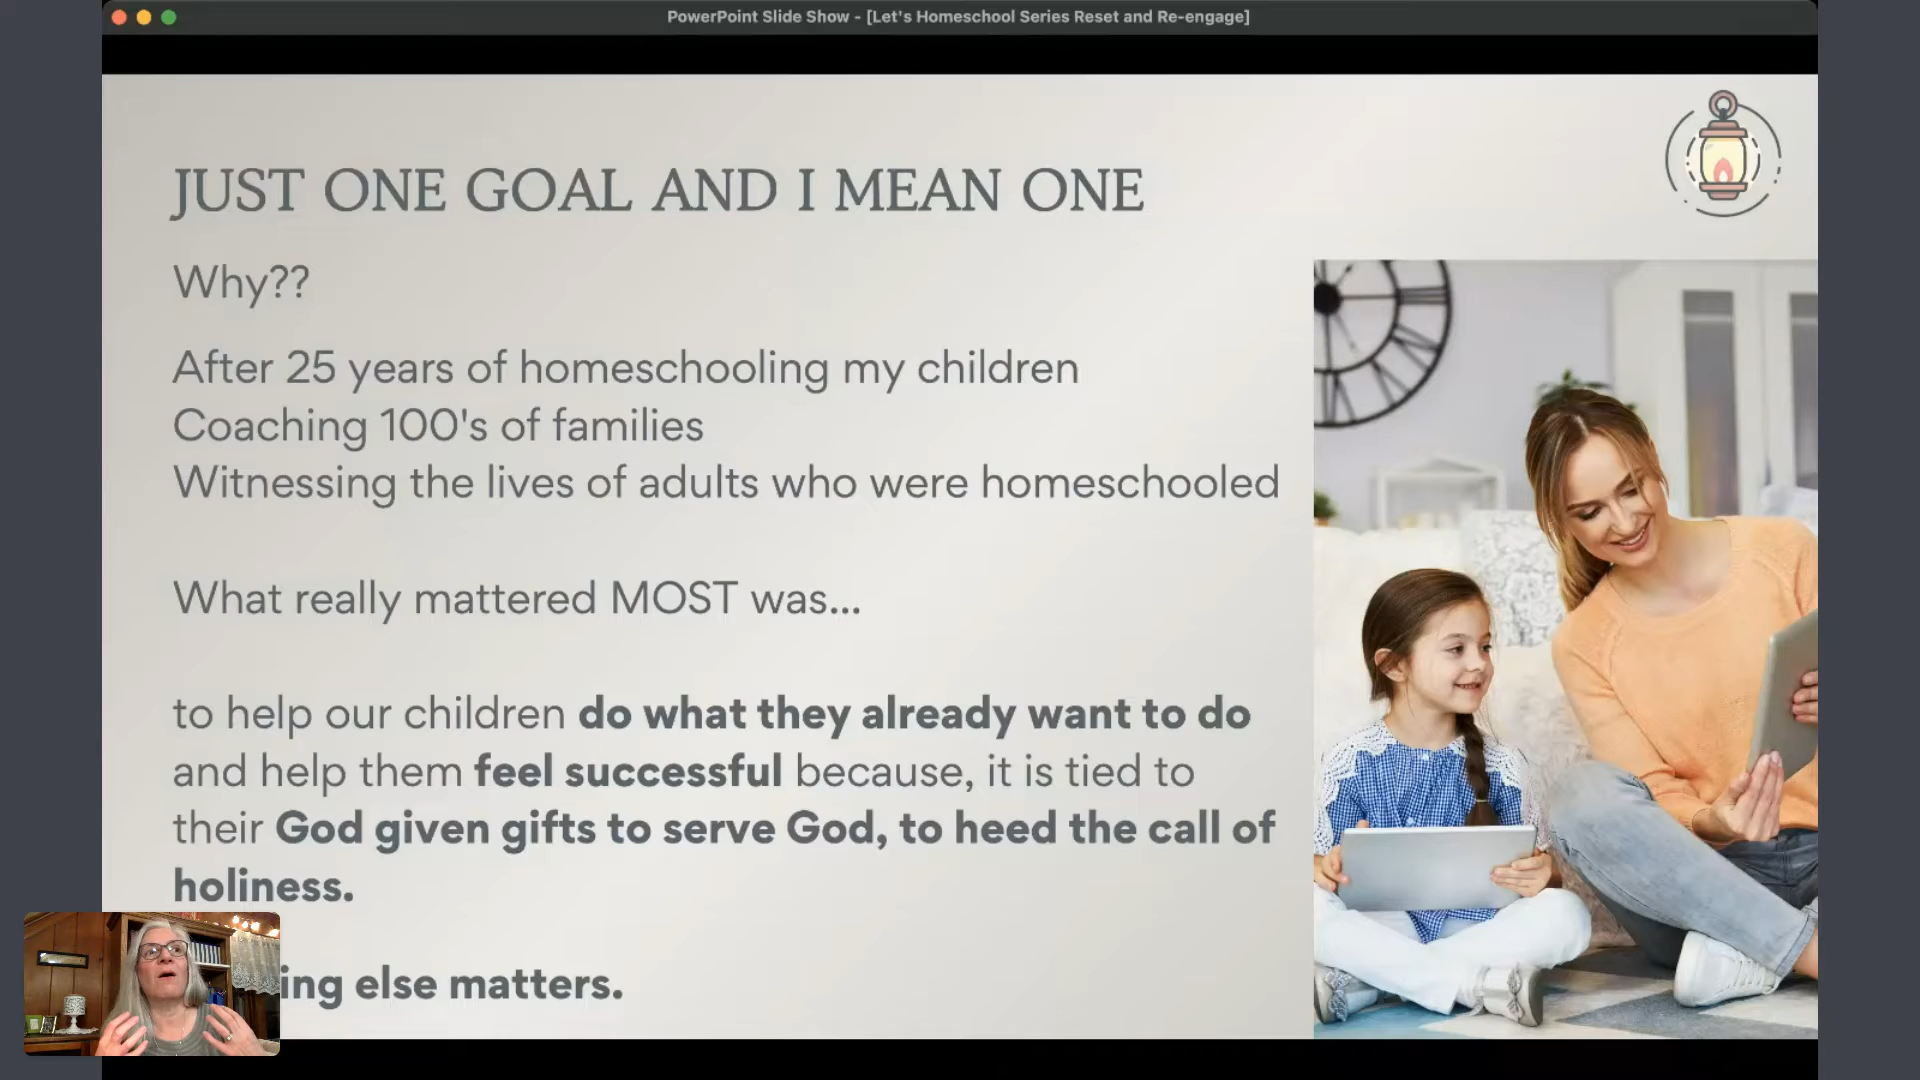 PowerPoint Slide Show - [Let's Homeschool Series Reset and Re-engage]
JUST ONE GOAL AND I MEAN ONE
Why??
After 25 years of homeschooling my children
Coaching 100's of families
Witnessing the lives of adults who were homeschooled
What really mattered MOST was...
to help our children do what they already want to do
and help them feel successful because, it is tied to
their God given gifts to serve God, to heed the call of
holiness.
ing else matters.